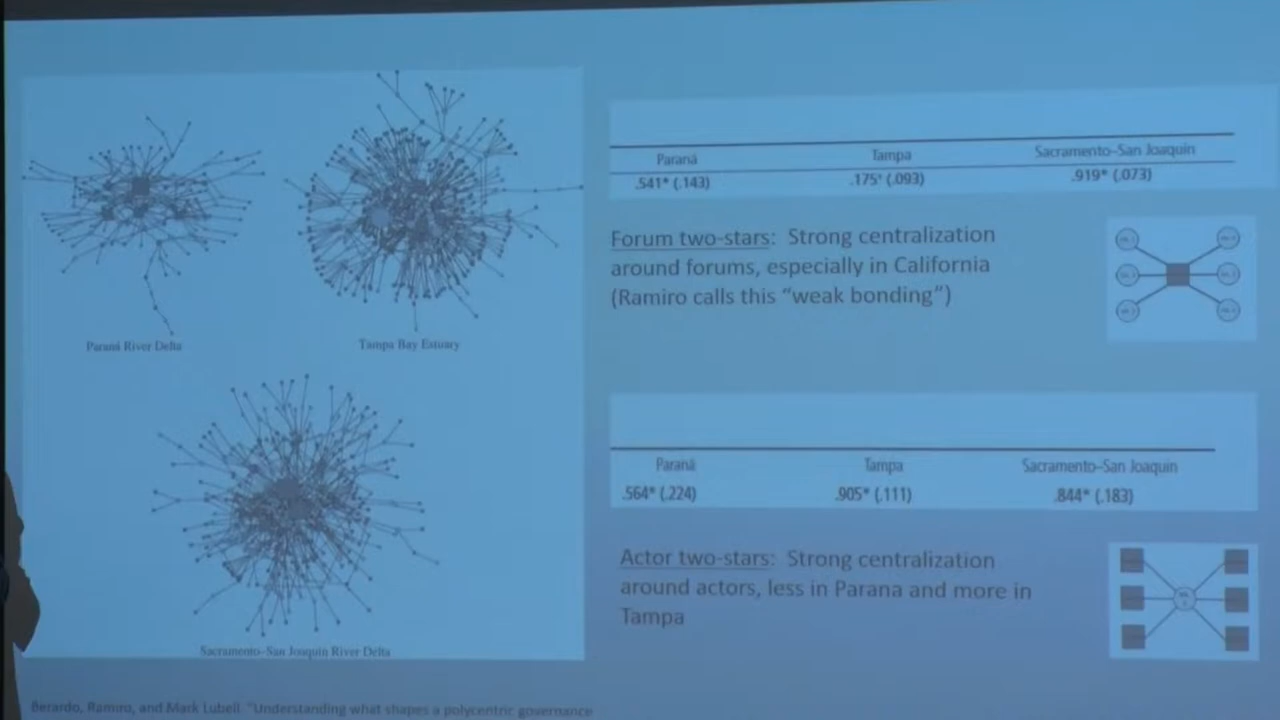 Paraná River Delta
Tampa Bay Estuary
Sacramento–San Joaquin River Delta
Paraná Tampa Sacramento–San Joaquin
.541* (.143) .175† (.093) .919* (.073)
Forum two-stars: Strong centralization
around forums, especially in California
(Ramiro calls this “weak bonding”)
Paraná Tampa Sacramento–San Joaquin
.564* (.224) .905* (.111) .844* (.183)
Actor two-stars: Strong centralization
around actors, less in Parana and more in
Tampa
Berardo, Ramiro, and Mark Lubell. "Understanding what shapes a polycentric governance